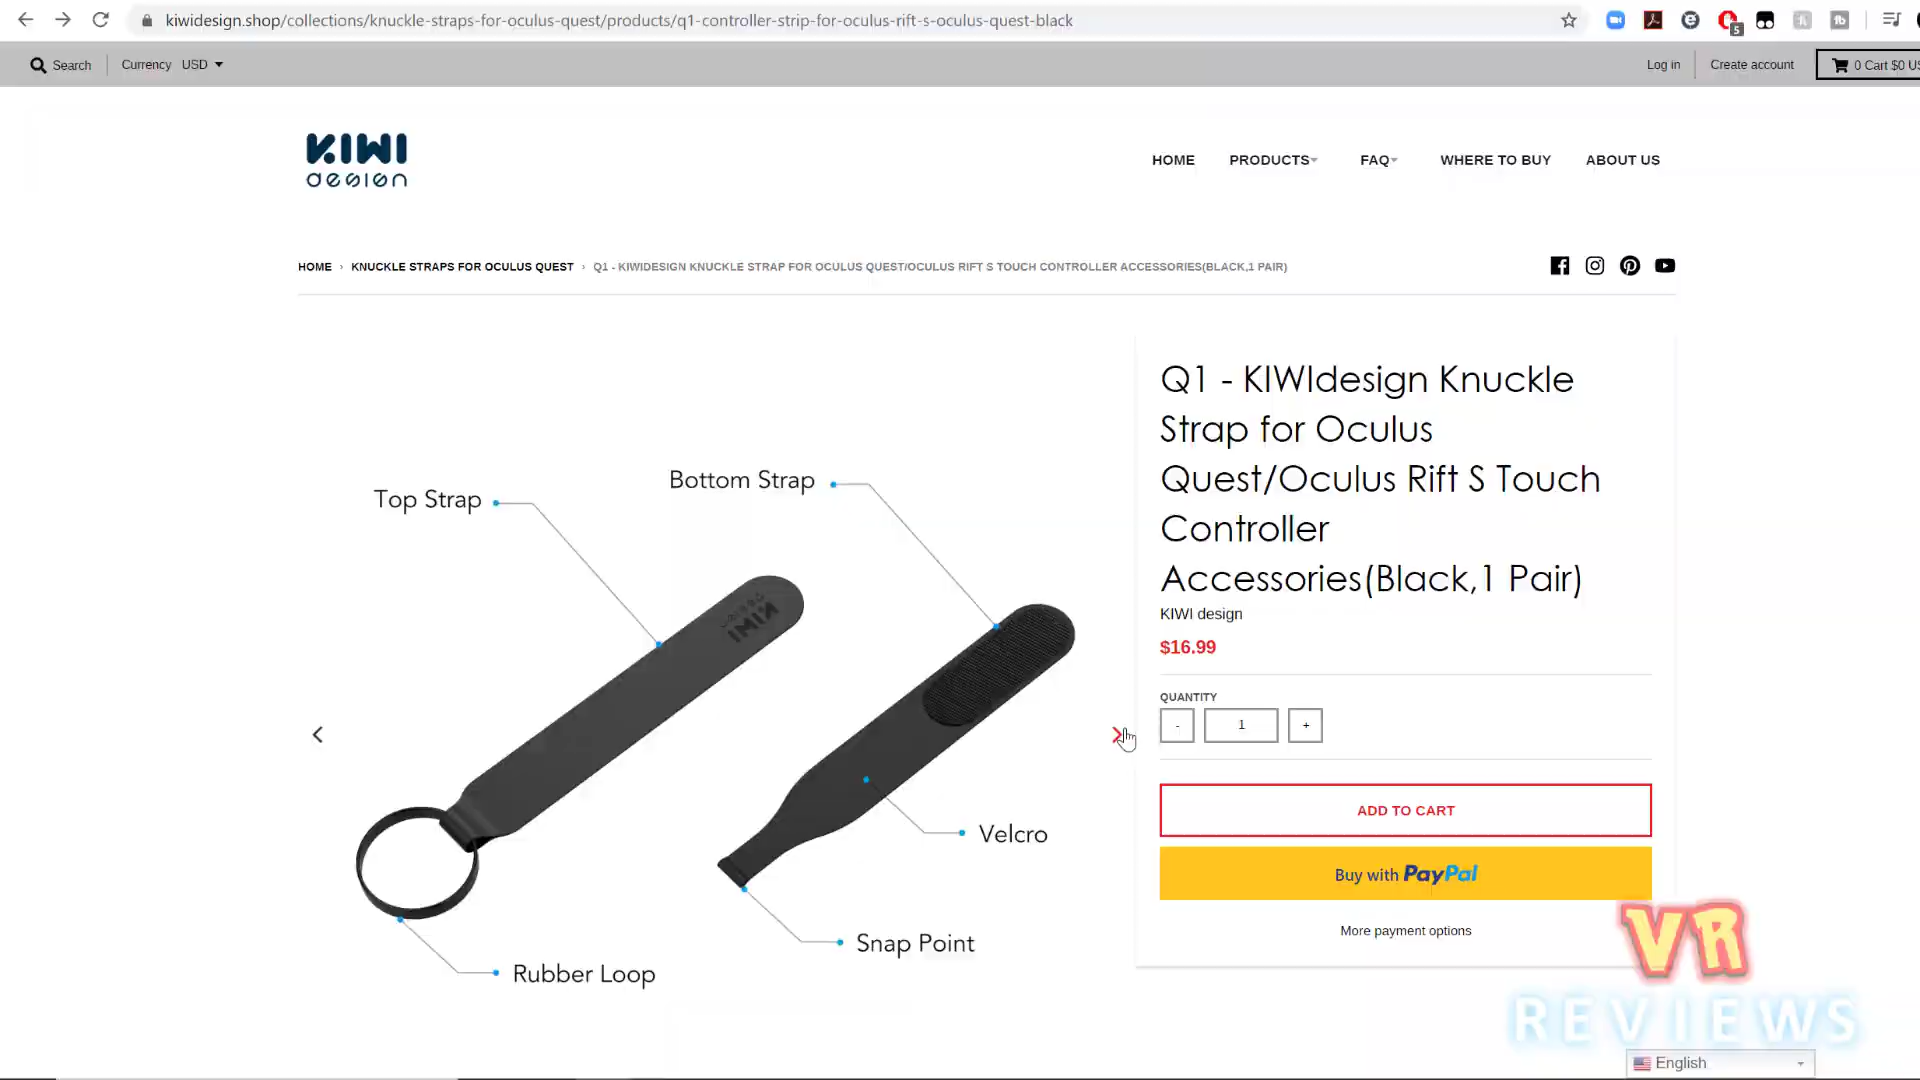 kiwidesign.shop/collections/knuckle-straps-for-oculus-quest/products/q1-controller-strip-for-oculus-rift-s-oculus-quest-black
5
Search
Currency USD
Log in
Create account
0 Cart $0 US
KIWI
design
HOME
PRODUCTS
FAQ
WHERE TO BUY
ABOUT US
HOME › KNUCKLE STRAPS FOR OCULUS QUEST › Q1 - KIWIDESIGN KNUCKLE STRAP FOR OCULUS QUEST/OCULUS RIFT S TOUCH CONTROLLER ACCESSORIES(BLACK,1 PAIR)
Top Strap
Bottom Strap
KIWI
design
Velcro
Snap Point
Rubber Loop
Q1 - KIWIdesign Knuckle
Strap for Oculus
Quest/Oculus Rift S Touch
Controller
Accessories(Black,1 Pair)
KIWI design
$16.99
QUANTITY
- 1 +
ADD TO CART
Buy with PayPal
More payment options
VR
REVIEWS
English